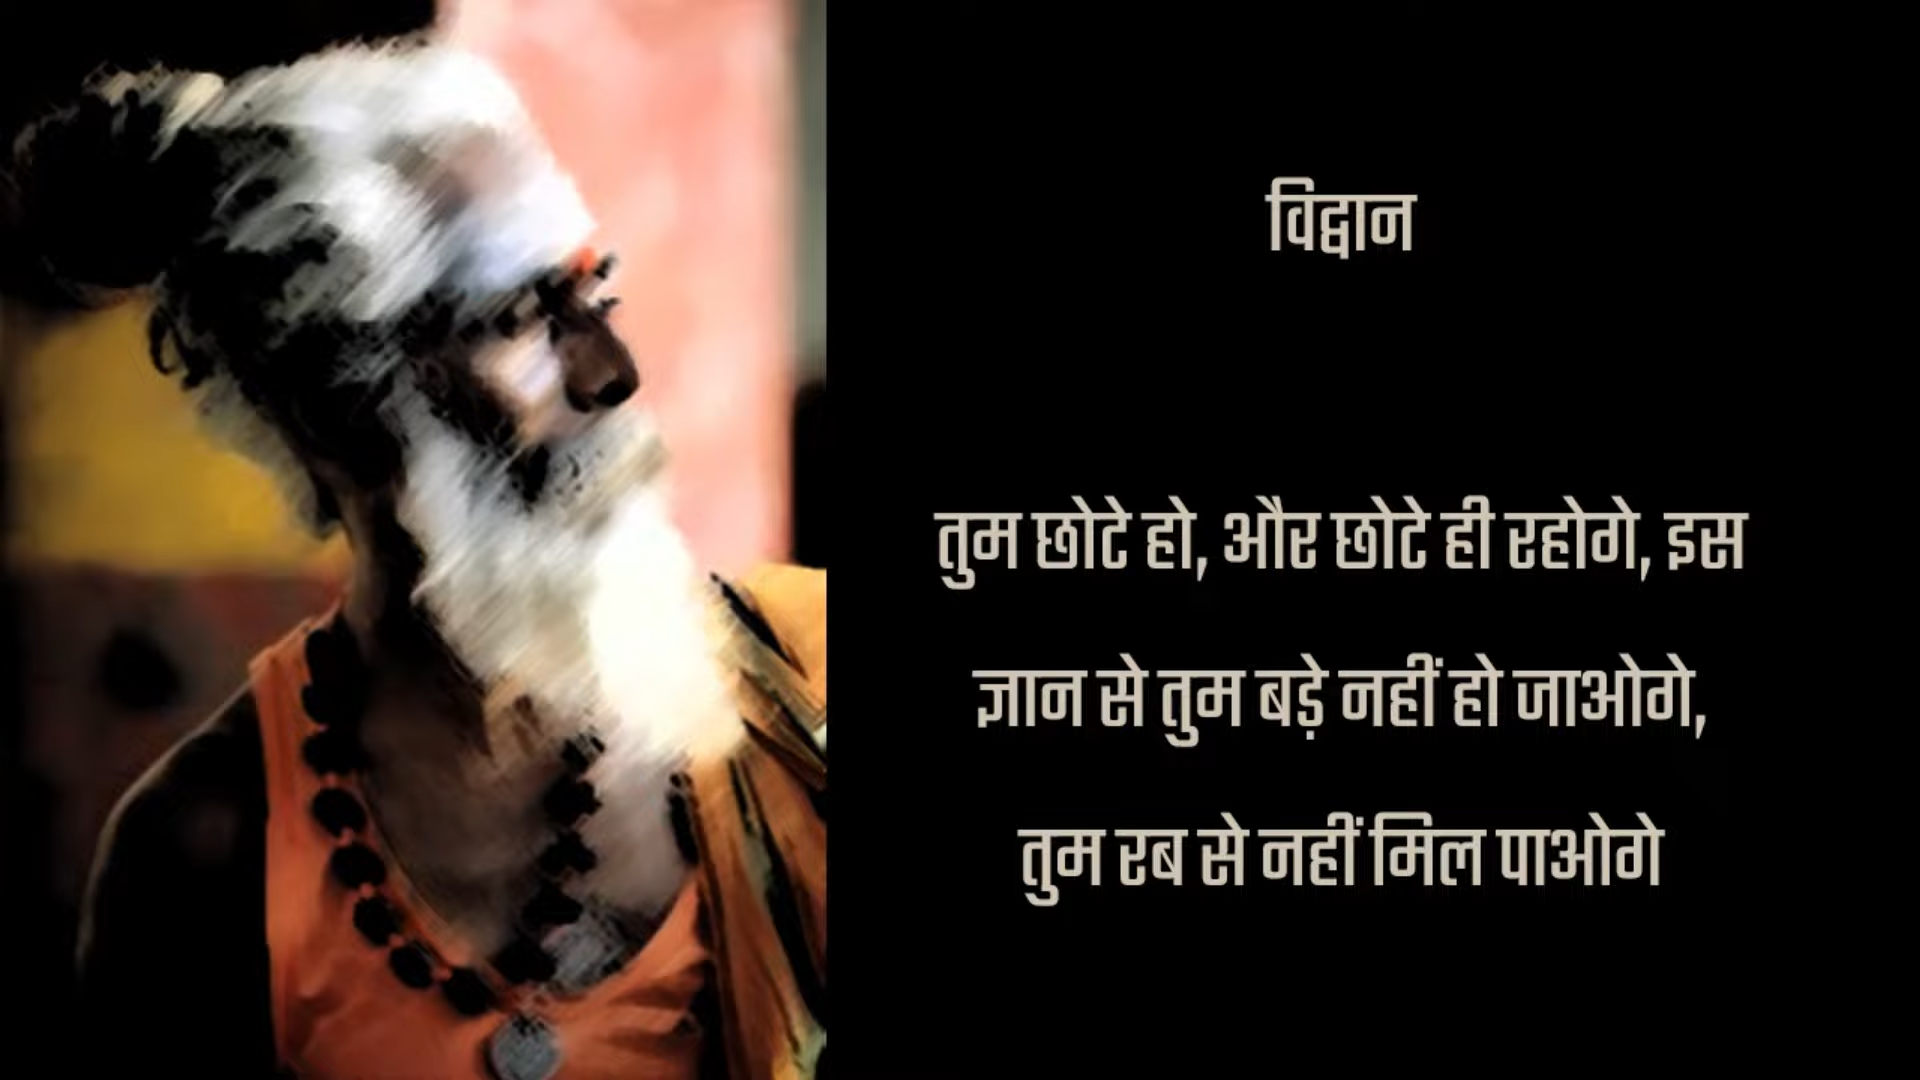 विद्वान
तुम छोटे हो, और छोटे ही रहोगे, इस
ज्ञान से तुम बड़े नहीं हो जाओगे,
तुम रब से नहीं मिल पाओगे